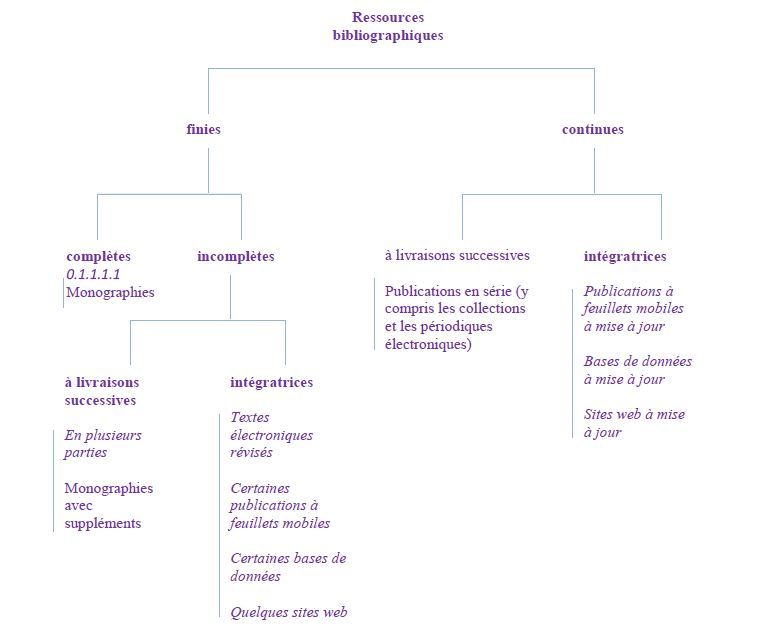 Ressources
bibliographiques
finies
continues
complètes
0.1.1.1.1
Monographies
incomplètes
à livraisons successives
Publications en série (y
compris les collections
et les périodiques
électroniques)
intégratrices
Publications à
feuillets mobiles
à mise à jour
Bases de données
à mise à jour
Sites web à mise
à jour
à livraisons
successives
En plusieurs
parties
Monographies
avec
suppléments
intégratrices
Textes
électroniques
révisés
Certaines
publications à
feuillets mobiles
Certaines bases de
données
Quelques sites web